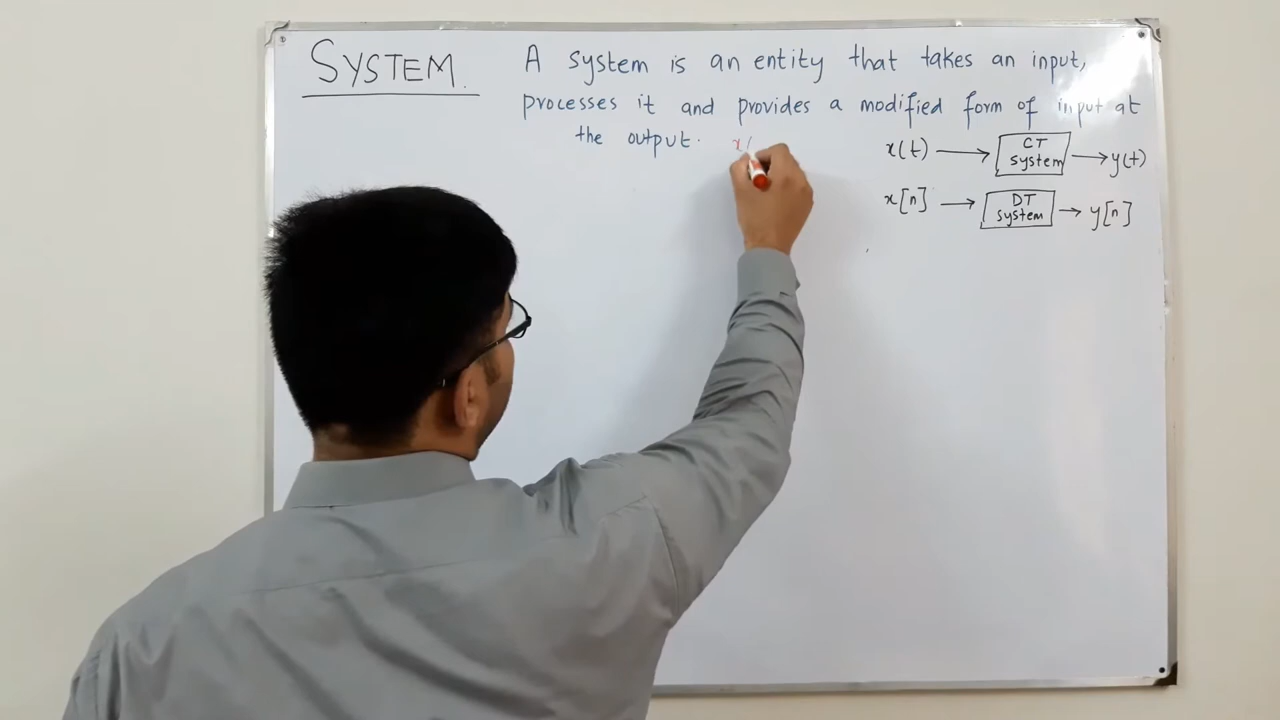 SYSTEM.
A system is an entity that takes an input,
processes it and provides a modified form of input at
the output. x(
x(t) → CT system → y(t)
x[n] → DT system → y[n]